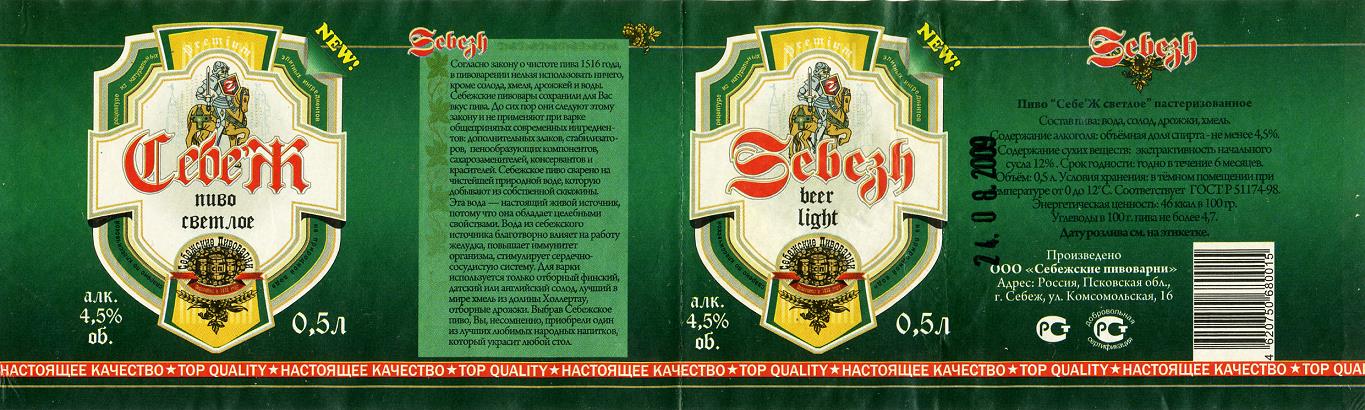 Premium
NEW!
СебеЖ
пиво
светлое
алк.
4,5%
об.
0,5л
Sebezh
Согласно закону о чистоте пива 1516 года,
в пивоварении нельзя использовать ничего,
кроме солода, хмеля, дрожжей и воды.
Себежские пивовары сохранили для Вас
вкус пива. До сих пор они следуют этому
закону и не применяют при варке
общепринятых современных ингредиен-
тов: дополнительных злаков, стабилизато-
ров, пенообразующих компонентов,
сахарозаменителей, консервантов и
красителей. Себежское пиво сварено на
чистейшей природной воде, которую
добывают из собственной скважины.
Эта вода — настоящий живой источник,
потому что она обладает целебными
свойствами. Вода из себежского
источника благотворно влияет на работу
желудка, повышает иммунитет
организма, стимулирует сердечно-
сосудистую систему. Для варки
используется только отборный финский,
датский или английский солод, лучший в
мире хмель из долины Холлертау,
отборные дрожжи. Выбрав Себежское
пиво, Вы, несомненно, приобрели один
из лучших любимых народных напитков,
который украсит любой стол.
Premium
NEW!
Sebezh
beer
light
алк.
4,5%
об.
0,5л
Sebezh
Пиво "Себе'Ж светлое" пастеризованное
Состав пива: вода, солод, дрожжи, хмель.
Содержание алкоголя: объёмная доля спирта - не менее 4,5%.
Содержание сухих веществ: экстрактивность начального
сусла 12% . Срок годности: годно в течение 6 месяцев.
Объём: 0,5 л. Условия хранения: в тёмном помещении при
температуре от 0 до 12°С. Соответствует ГОСТ Р 51174-98.
Энергетическая ценность: 46 ккал в 100 гр.
Углеводы в 100 г. пива не более 4,7.
Дату розлива см. на этикетке.
24. 08. 2009
Произведено
ООО «Себежские пивоварни»
Адрес: Россия, Псковская обл.,
г. Себеж, ул. Комсомольская, 16
добровольная
сертификация
4 620750 680015
НАСТОЯЩЕЕ КАЧЕСТВО ★ TOP QUALITY ★ НАСТОЯЩЕЕ КАЧЕСТВО ★ TOP QUALITY ★ НАСТОЯЩЕЕ КАЧЕСТВО ★ TOP QUALITY ★ НАСТОЯЩЕЕ КАЧЕСТВО ★ TOP QUA